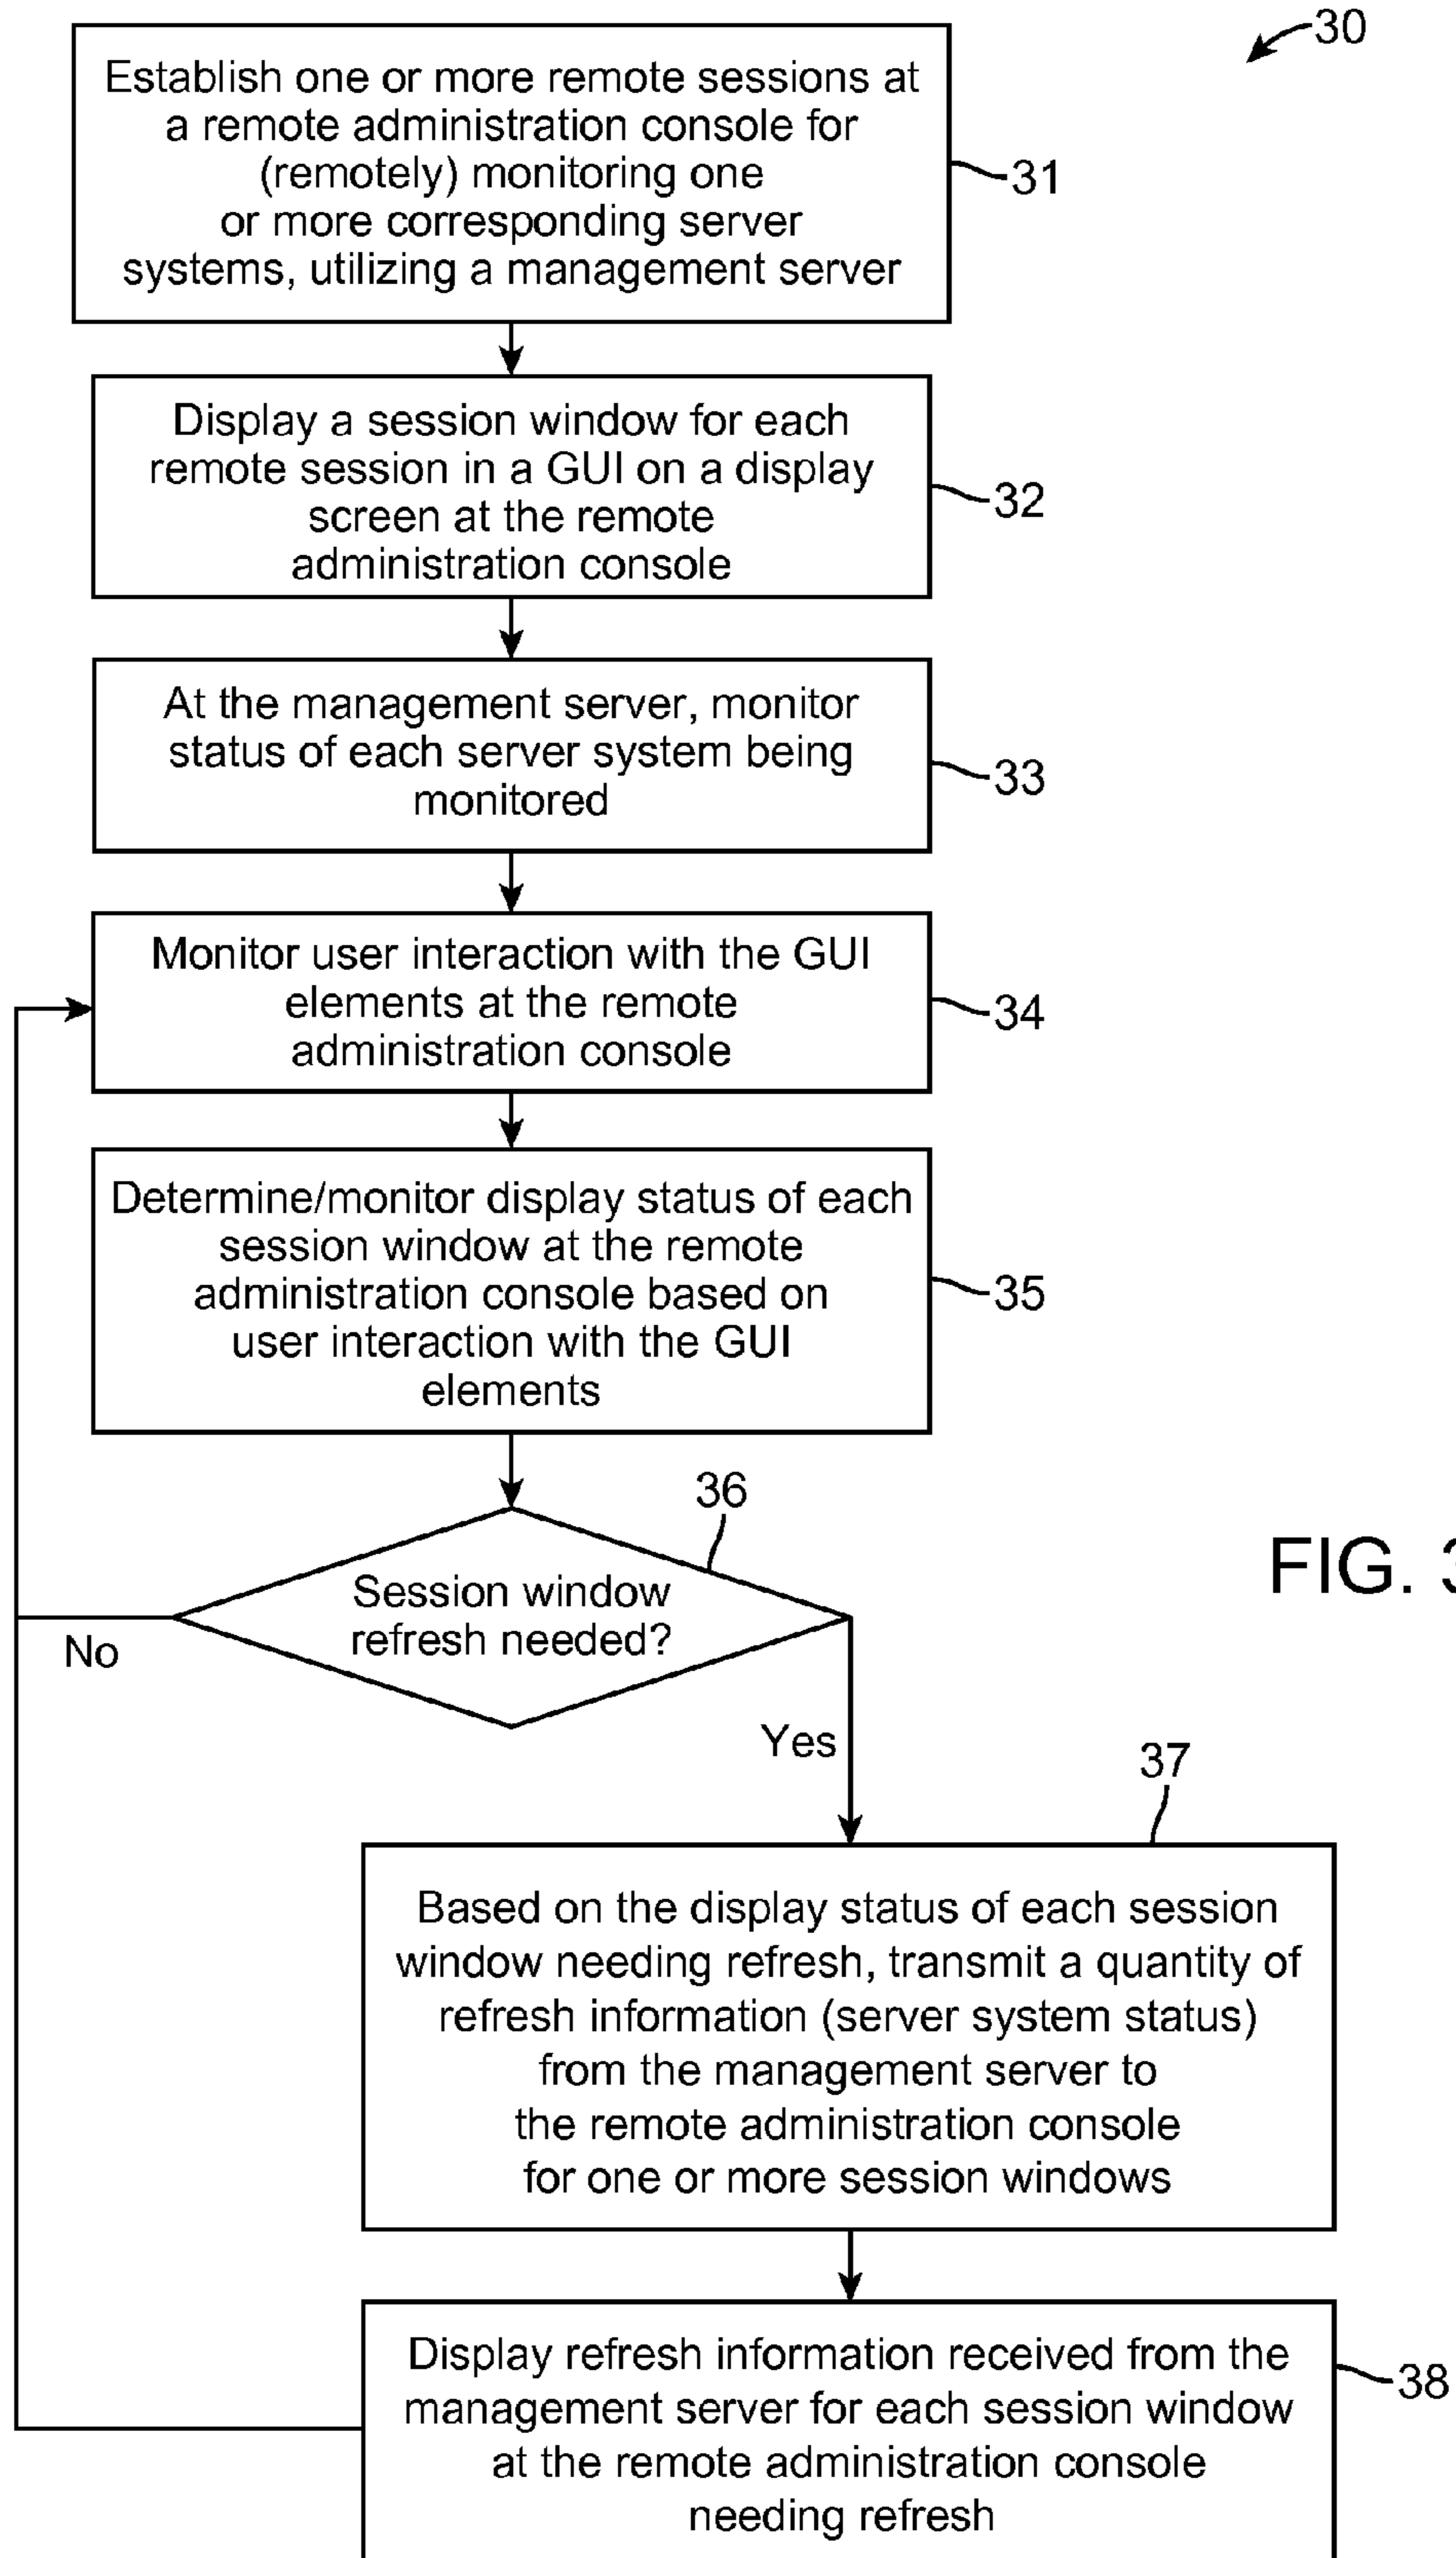 30
Establish one or more remote sessions at
a remote administration console for
(remotely) monitoring one
or more corresponding server
systems, utilizing a management server
31
Display a session window for each
remote session in a GUI on a display
screen at the remote
administration console
32
At the management server, monitor
status of each server system being
monitored
33
Monitor user interaction with the GUI
elements at the remote
administration console
34
Determine/monitor display status of each
session window at the remote
administration console based on
user interaction with the GUI
elements
35
36
Session window
refresh needed?
No
Yes
FIG. 3
37
Based on the display status of each session
window needing refresh, transmit a quantity of
refresh information (server system status)
from the management server to
the remote administration console
for one or more session windows
Display refresh information received from the
management server for each session window
at the remote administration console
needing refresh
38